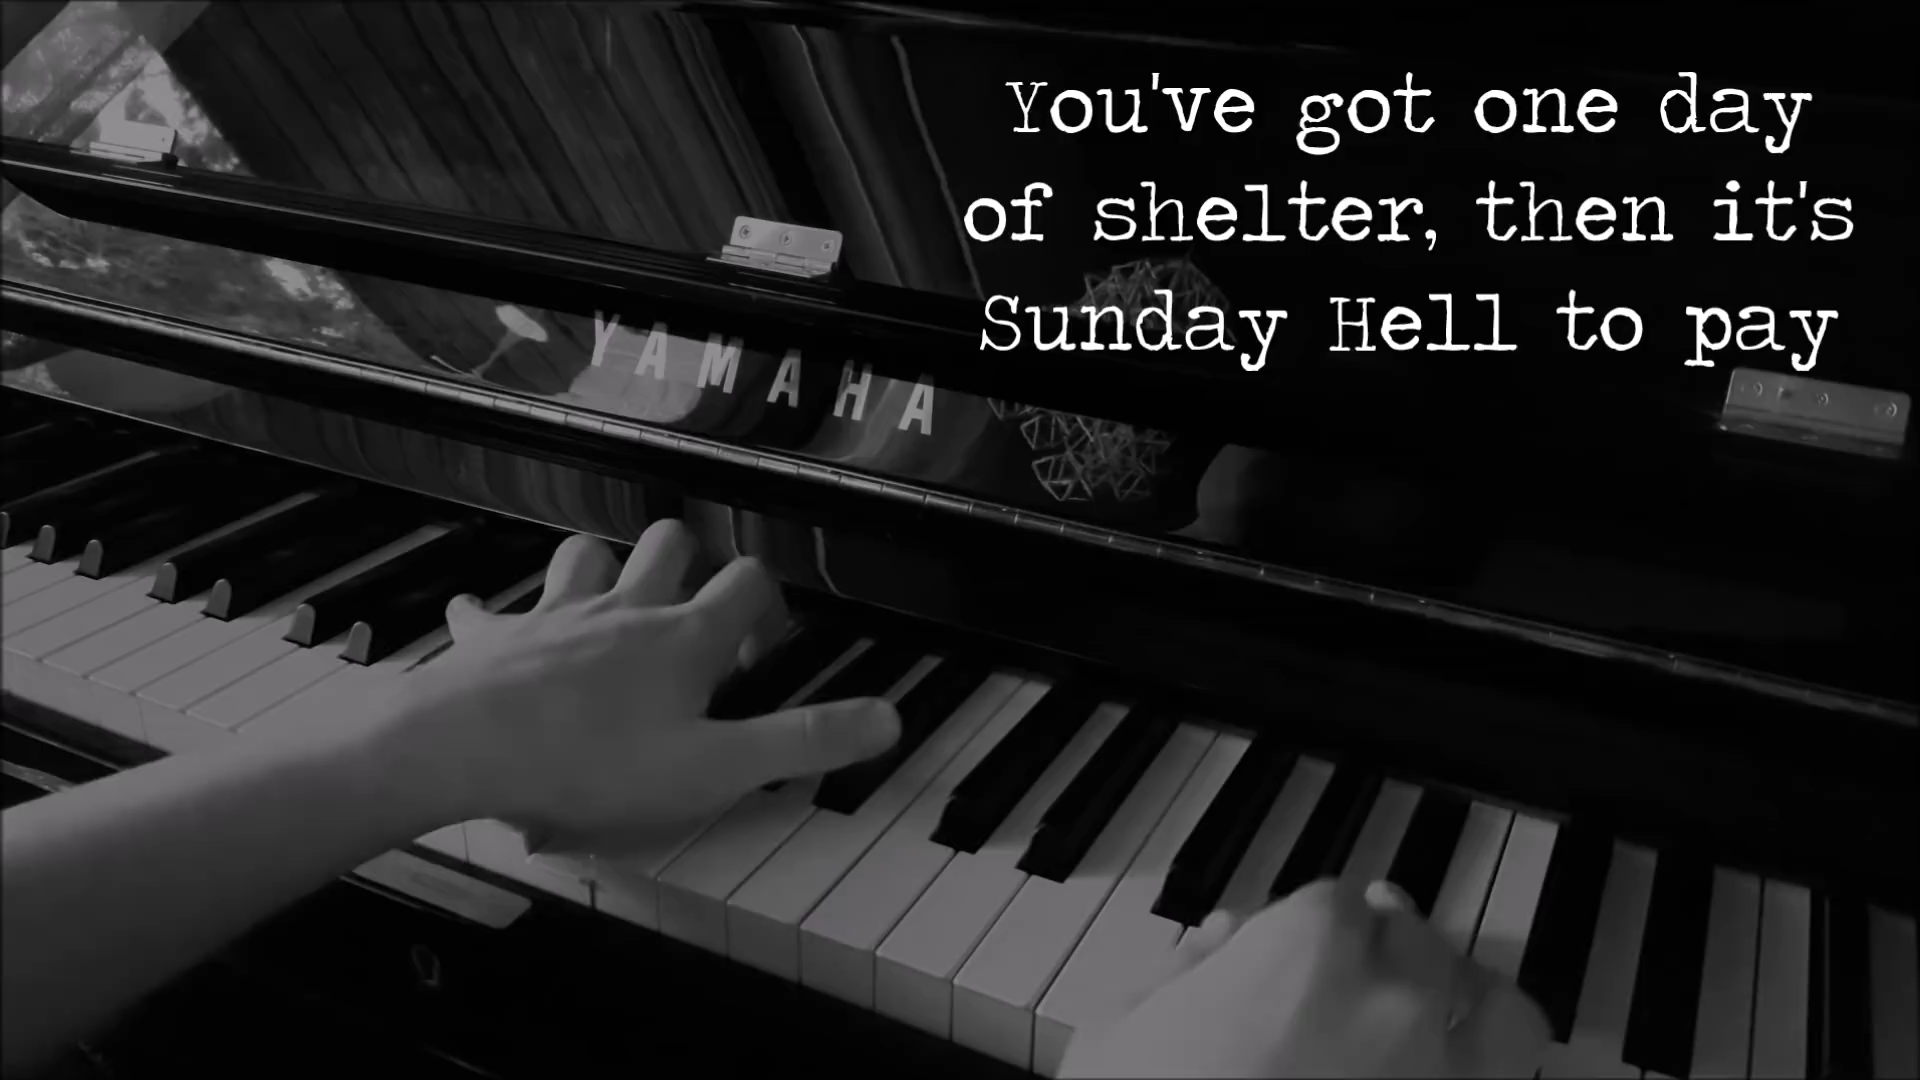 You've got one day
of shelter, then it's
Sunday Hell to pay
YAMAHA